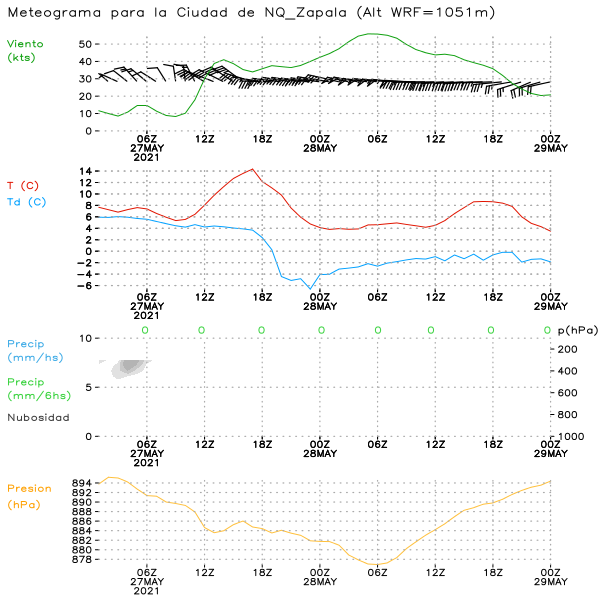 Meteograma para la Ciudad de NQ_Zapala (Alt WRF=1051m)
Viento
(kts)
50
40
30
20
10
0
06Z 12Z 18Z 00Z 06Z 12Z 18Z 00Z
27MAY 28MAY 29MAY
2021
T (C)
Td (C)
14
12
10
8
6
4
2
0
-2
-4
-6
06Z 12Z 18Z 00Z 06Z 12Z 18Z 00Z
27MAY 28MAY 29MAY
2021
0 0 0 0 0 0 0 0
p(hPa)
Precip
(mm/hs)
Precip
(mm/6hs)
Nubosidad
10
5
0
200
400
600
800
1000
06Z 12Z 18Z 00Z 06Z 12Z 18Z 00Z
27MAY 28MAY 29MAY
2021
Presion
(hPa)
894
892
890
888
886
884
882
880
878
06Z 12Z 18Z 00Z 06Z 12Z 18Z 00Z
27MAY 28MAY 29MAY
2021